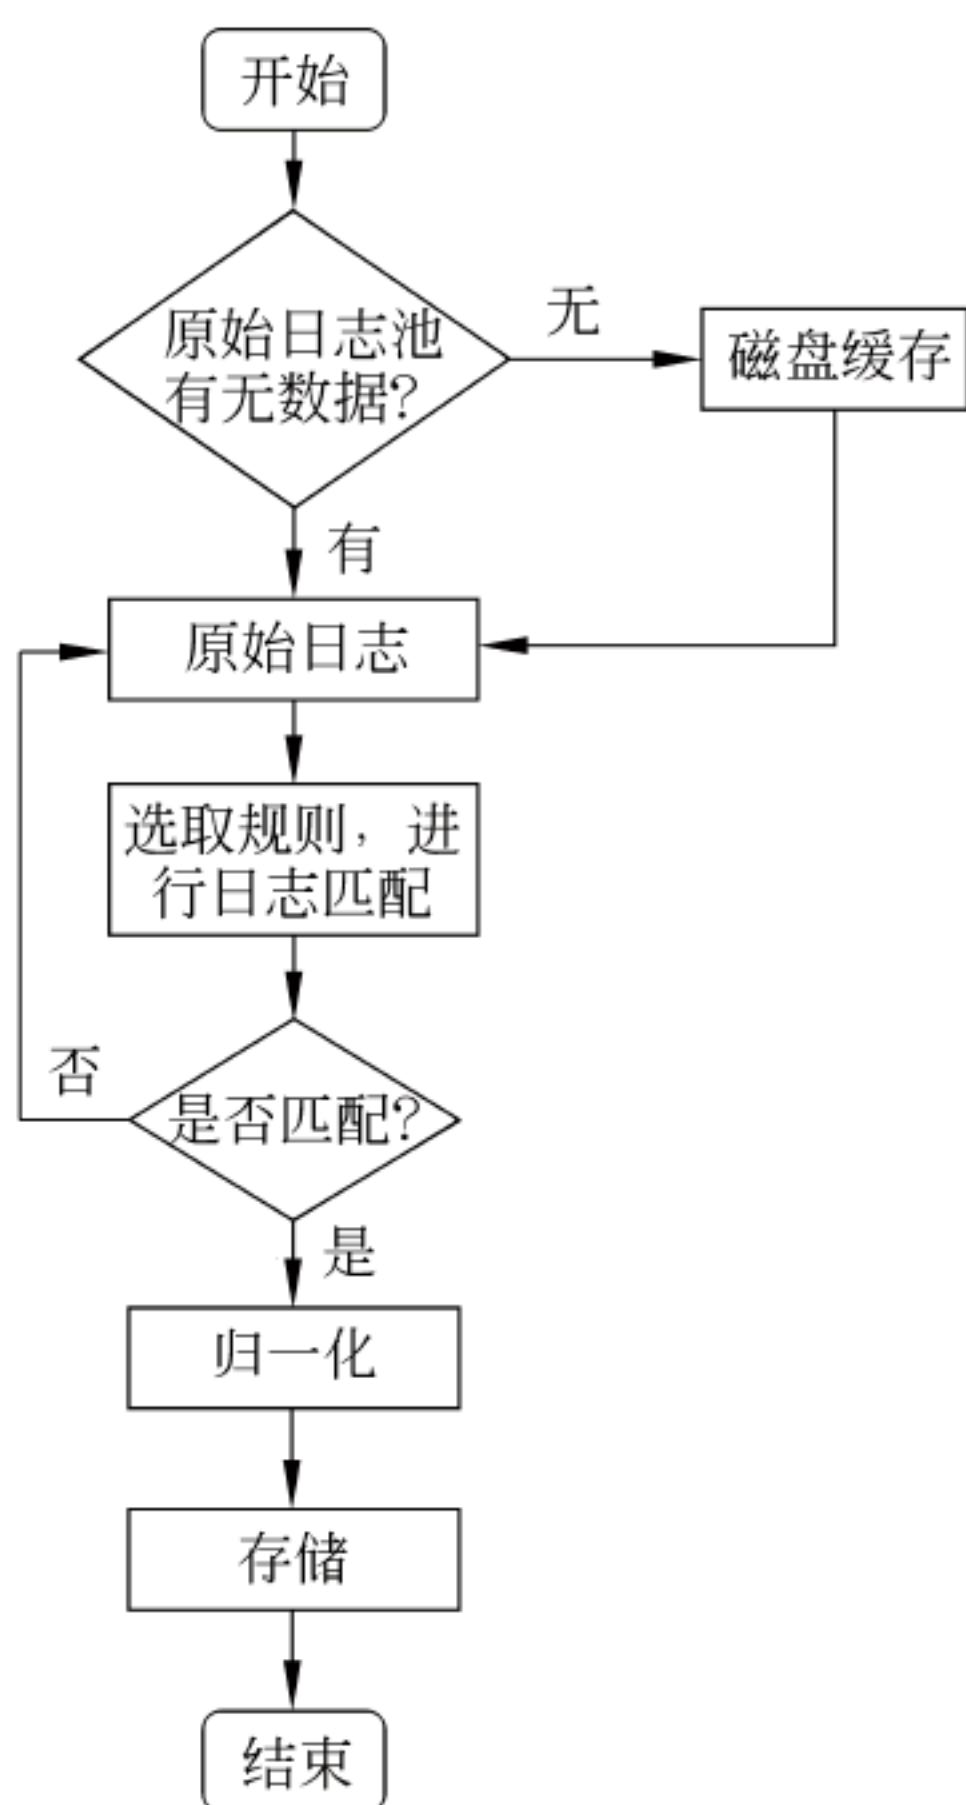 开始
原始日志池
有无数据?
无
磁盘缓存
有
原始日志
选取规则，进
行日志匹配
否
是否匹配?
是
归一化
存储
结束